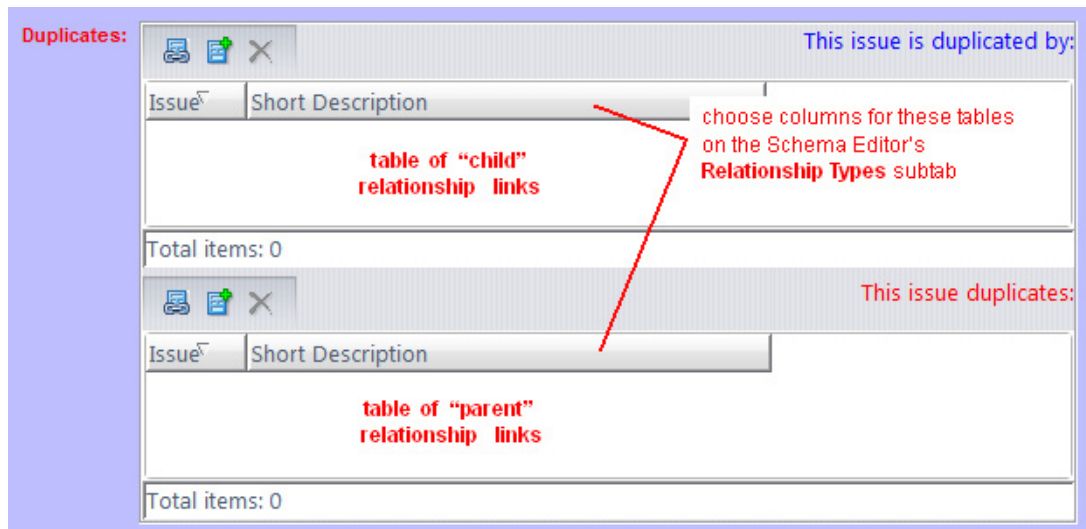 Duplicates:
This issue is duplicated by:
Issue Short Description
choose columns for these tables
on the Schema Editor's
Relationship Types subtab
table of “child”
relationship links
Total items: 0
This issue duplicates:
Issue Short Description
table of “parent”
relationship links
Total items: 0